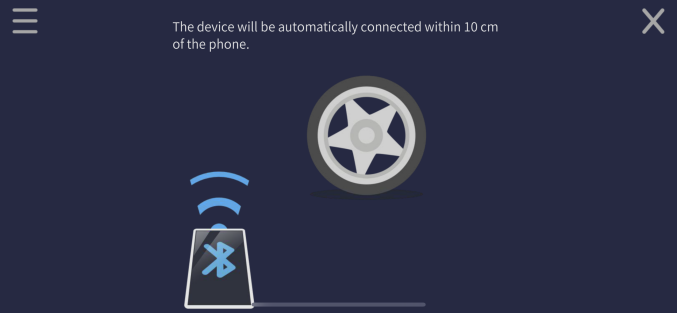 The device will be automatically connected within 10 cm
of the phone.